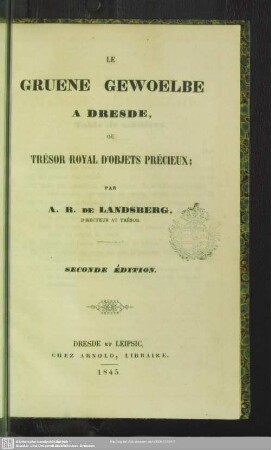 LE
GRUENE GEWOELBE
A DRESDE,
OU
TRÉSOR ROYAL D'OBJETS PRÉCIEUX;
PAR
A. B. DE LANDSBERG,
DIRECTEUR DU TRÉSOR.
SECONDE ÉDITION.
DRESDE ET LEIPSIC,
CHEZ ARNOLD, LIBRAIRE.
1845.